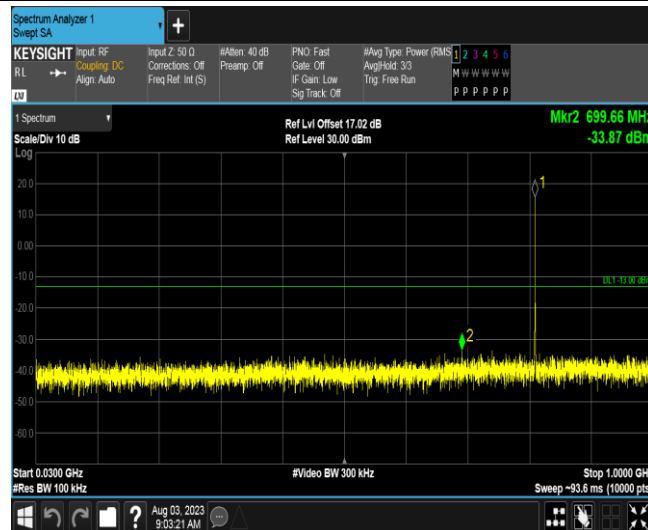 Spectrum Analyzer 1
Swept SA
+
KEYSIGHT
RL
LXI
Input: RF
Coupling: DC
Align: Auto
Input Z: 50 Ω
Corrections: Off
Freq Ref: Int (S)
#Atten: 40 dB
Preamp: Off
PNO: Fast
Gate: Off
IF Gain: Low
Sig Track: Off
#Avg Type: Power (RMS
Avg|Hold: 3/3
Trig: Free Run
1 2 3 4 5 6
M W W W W W
P P P P P P
1 Spectrum
Scale/Div 10 dB
Log
Ref Lvl Offset 17.02 dB
Ref Level 30.00 dBm
Mkr2 699.66 MHz
-33.87 dBm
20.0
10.0
0.00
-10.0
-20.0
-30.0
-40.0
-50.0
-60.0
1
DL1 -13.00 dBm
2
Start 0.0300 GHz
#Res BW 100 kHz
#Video BW 300 kHz
Stop 1.0000 GH
Sweep ~93.6 ms (10000 pts
?
Aug 03, 2023
9:03:21 AM